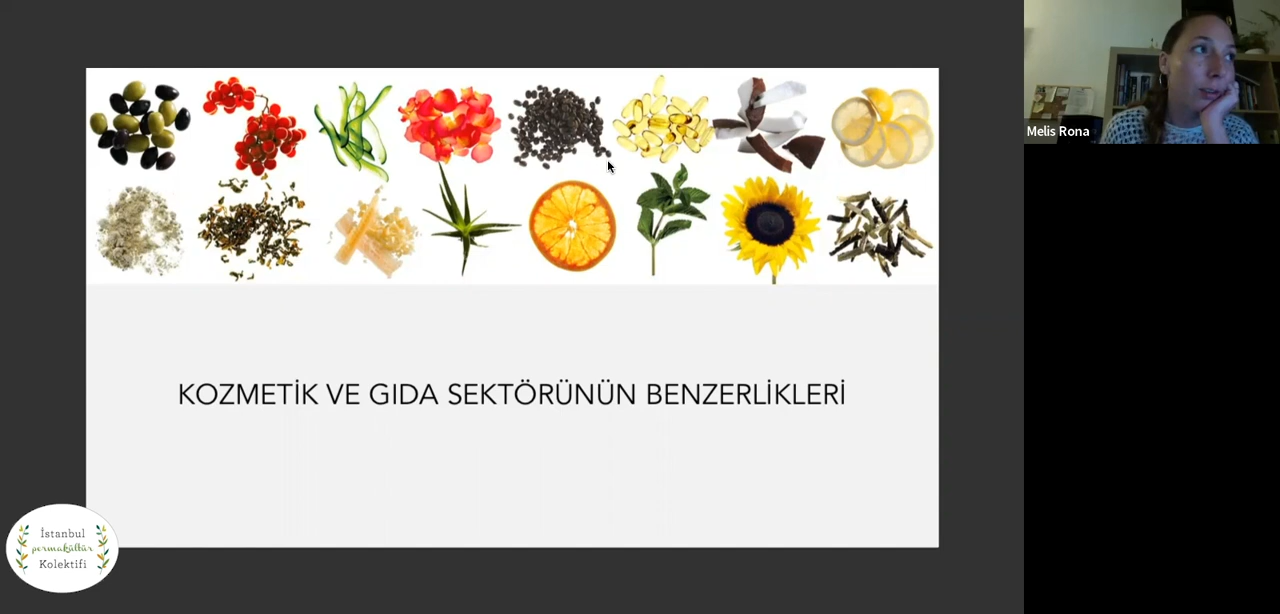 Melis Rona
KOZMETİK VE GIDA SEKTÖRÜNÜN BENZERLİKLERİ
İstanbul
permakültür
Kolektifi